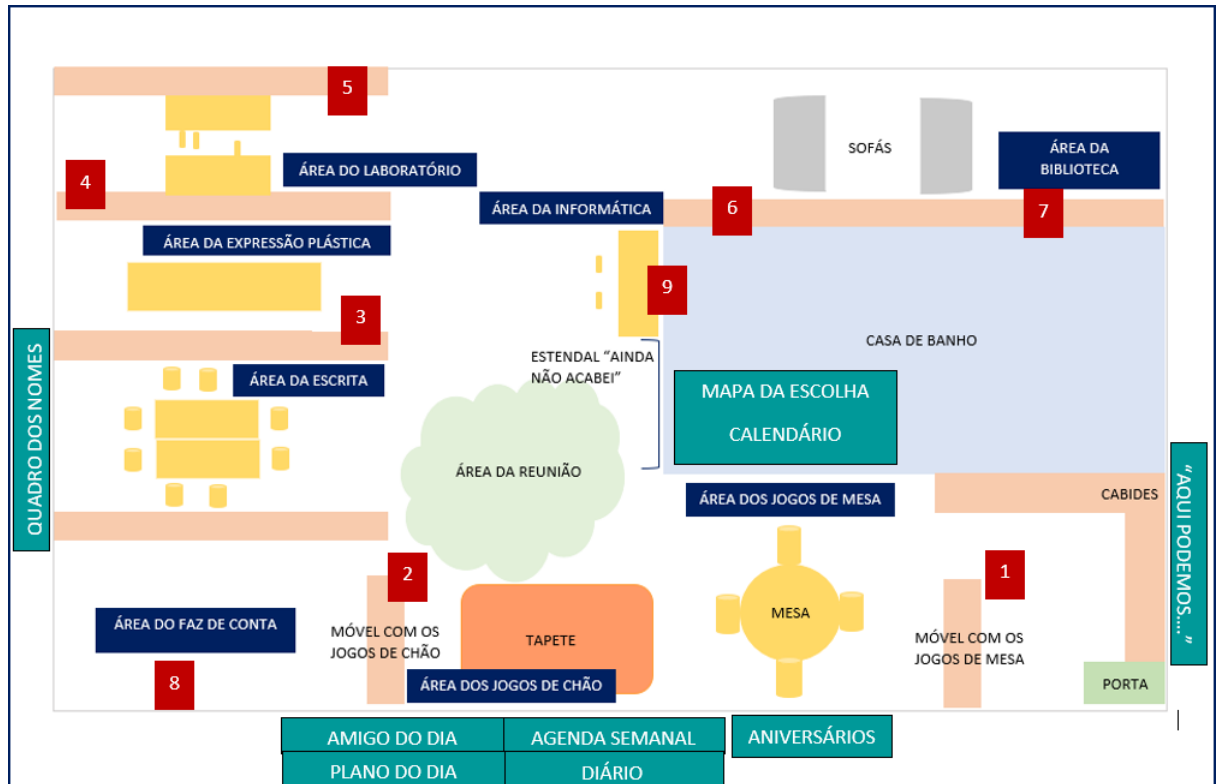 5
SOFÁS
ÁREA DA
BIBLIOTECA
4
ÁREA DO LABORATÓRIO
ÁREA DA INFORMÁTICA
6
7
ÁREA DA EXPRESSÃO PLÁSTICA
9
3
CASA DE BANHO
ESTENDAL “AINDA
NÃO ACABEI”
QUADRO DOS NOMES
ÁREA DA ESCRITA
MAPA DA ESCOLHA
CALENDÁRIO
ÁREA DA REUNIÃO
ÁREA DOS JOGOS DE MESA
CABIDES
“AQUI PODEMOS....”
2
1
ÁREA DO FAZ DE CONTA
MÓVEL COM OS
JOGOS DE CHÃO
TAPETE
MESA
MÓVEL COM OS
JOGOS DE MESA
8
ÁREA DOS JOGOS DE CHÃO
PORTA
AMIGO DO DIA
AGENDA SEMANAL
ANIVERSÁRIOS
PLANO DO DIA
DIÁRIO